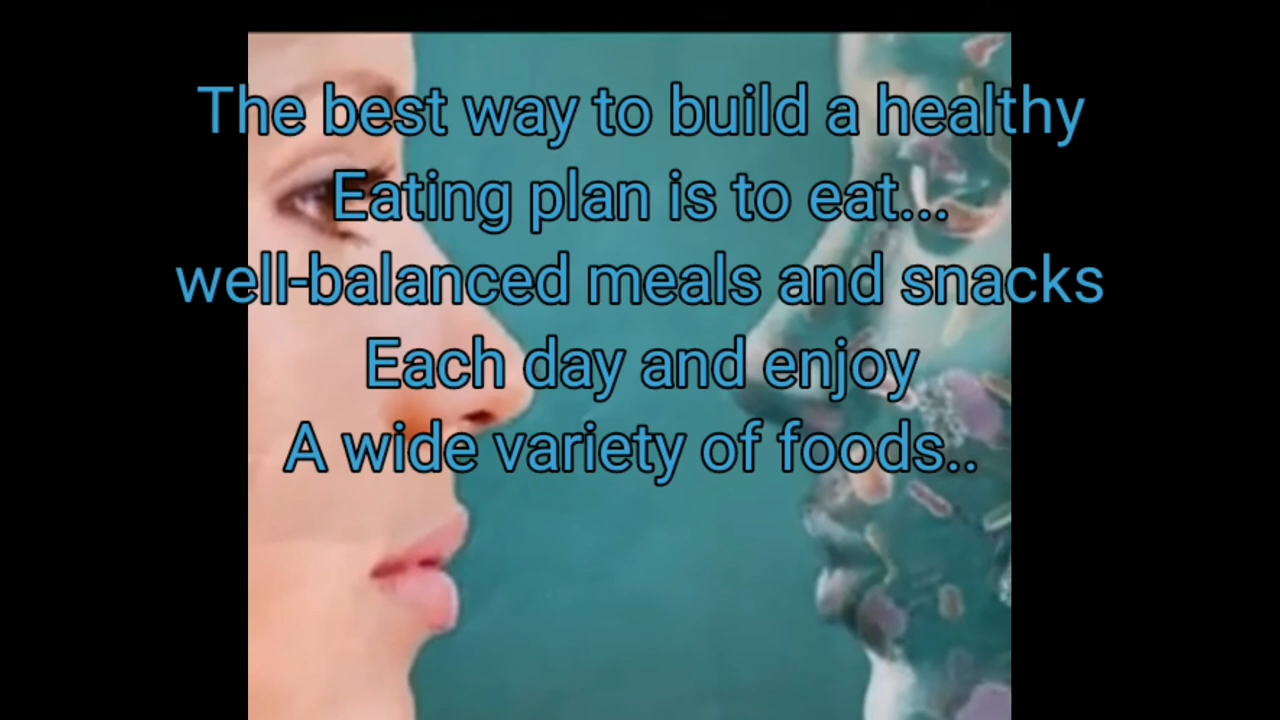 The best way to build a healthy
Eating plan is to eat...
well-balanced meals and snacks
Each day and enjoy
A wide variety of foods..